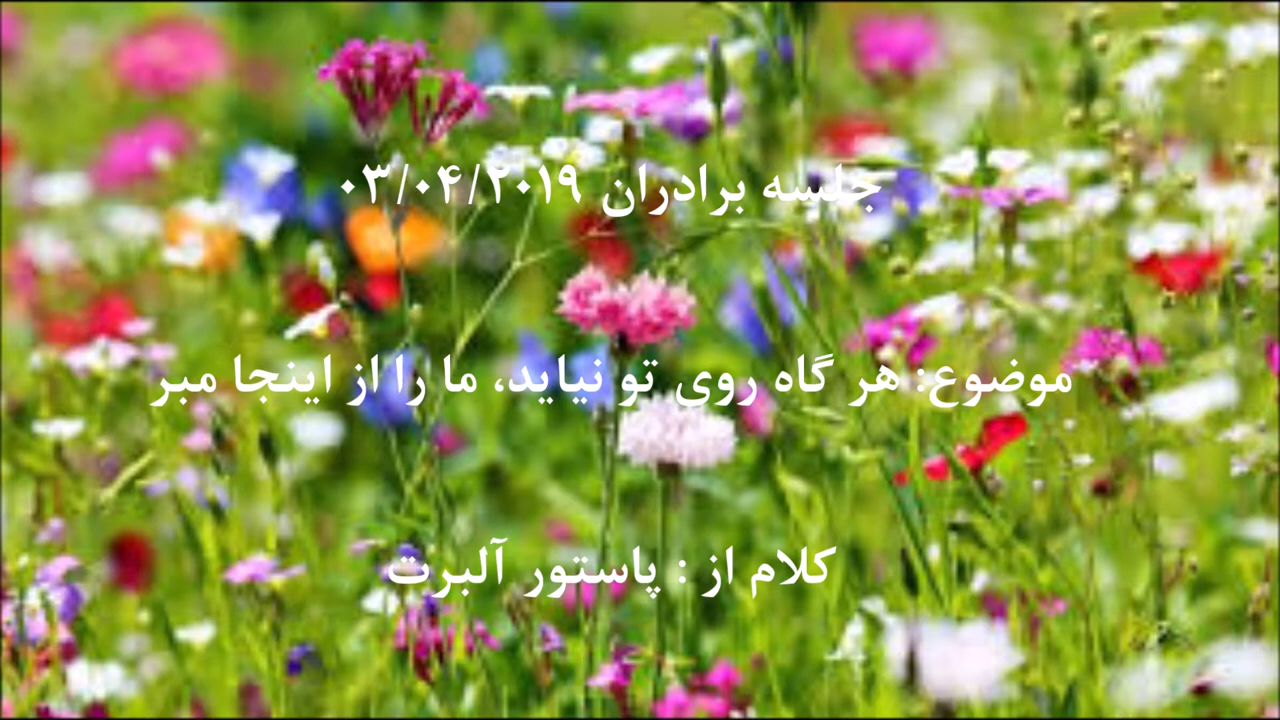 جلسه برادران ۰۳/۰۴/۲۰۱۹
موضوع: هر گاه روی تو نیاید، ما را از اینجا مبر
کلام از : پاستور آلبرت